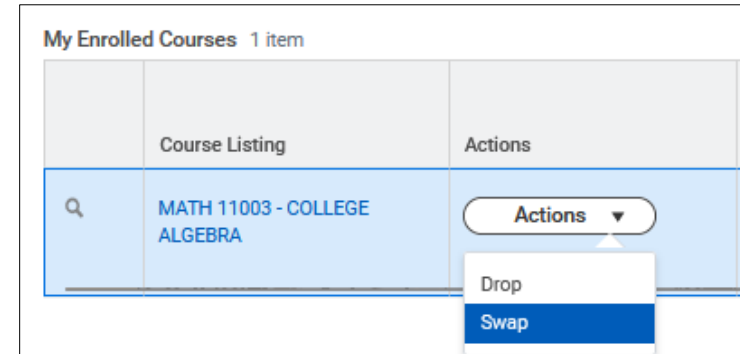 My Enrolled Courses 1 item
Course Listing
Actions
MATH 11003 - COLLEGE
ALGEBRA
Actions
Drop
Swap